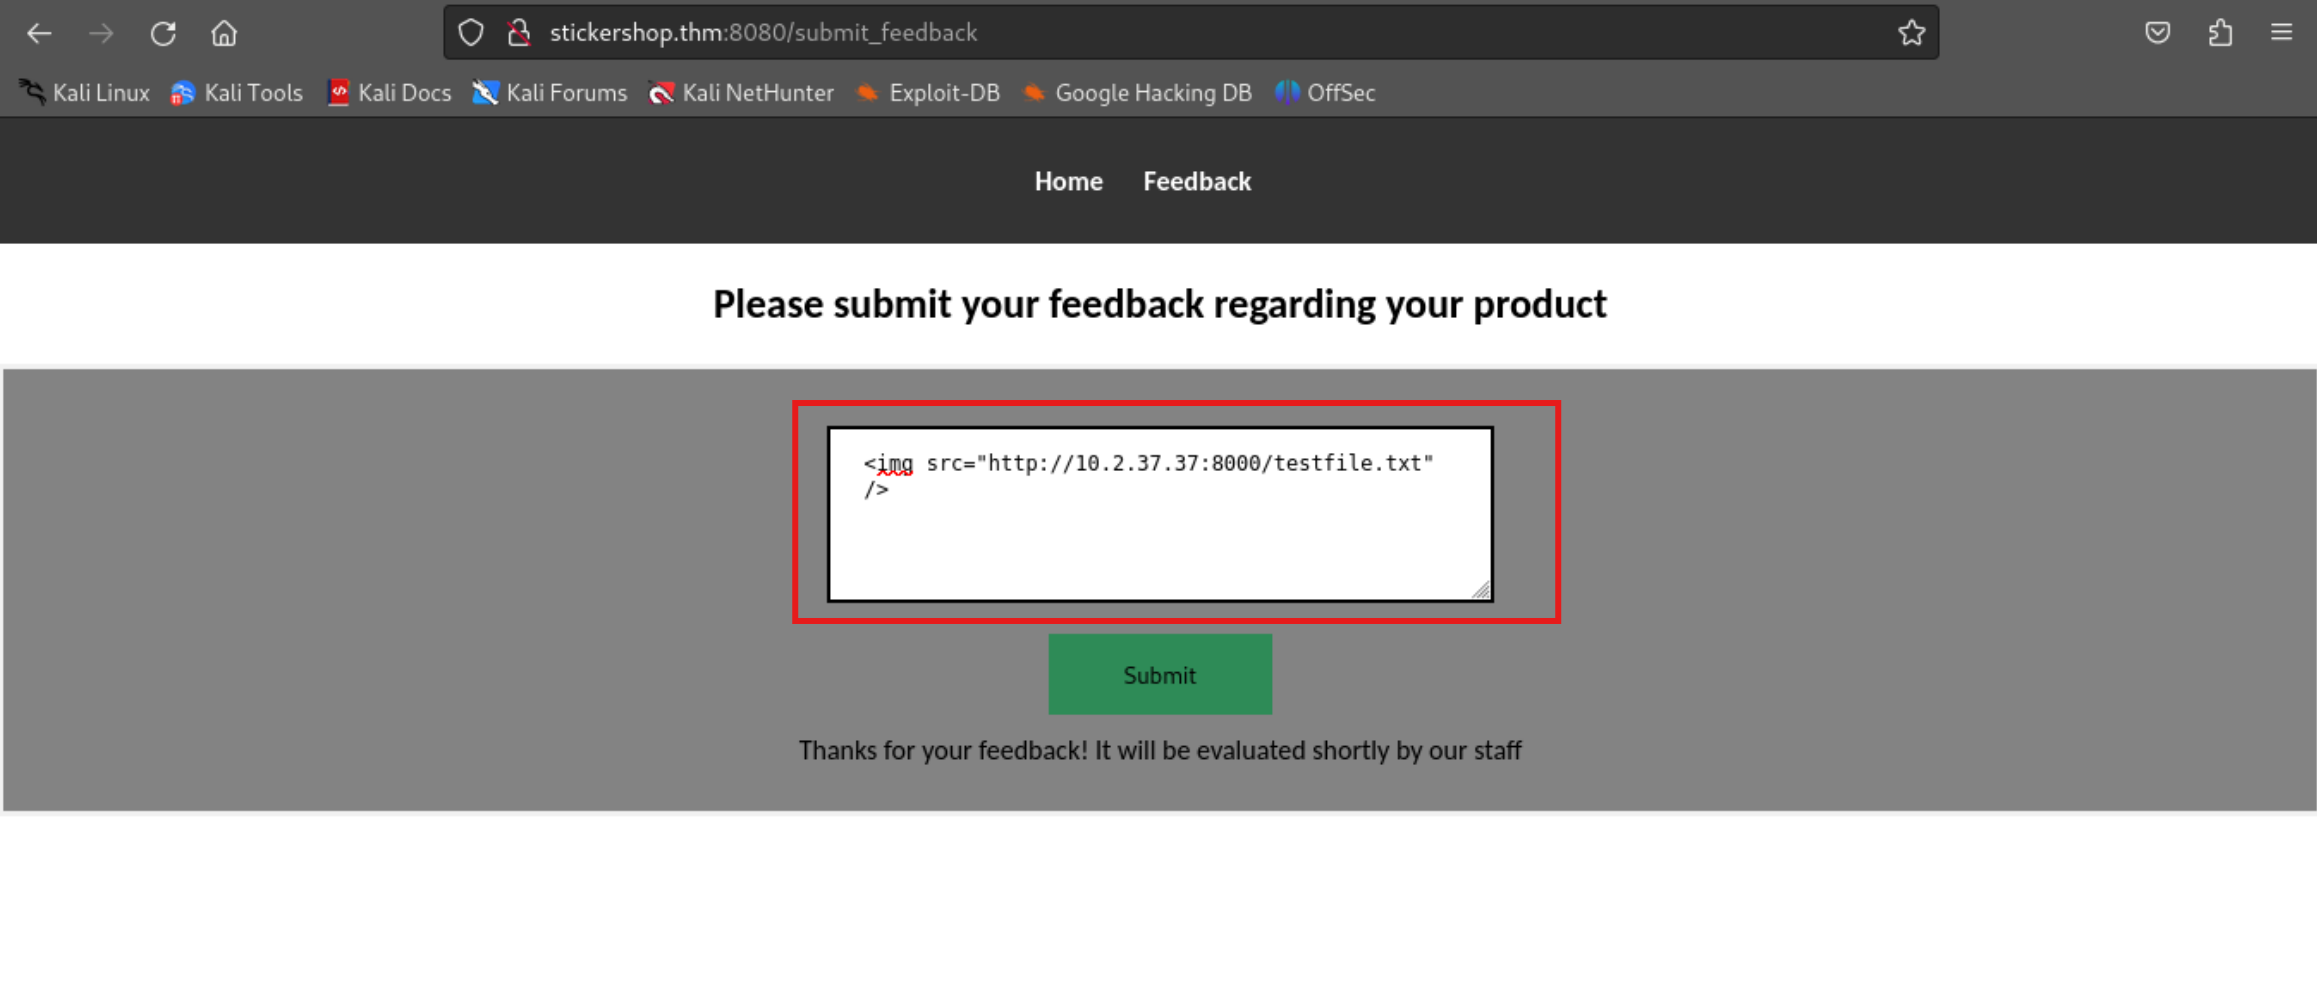 stickershop.thm:8080/submit_feedback
Kali Linux Kali Tools Kali Docs Kali Forums Kali NetHunter Exploit-DB Google Hacking DB OffSec
Home Feedback
Please submit your feedback regarding your product
<img src="http://10.2.37.37:8000/testfile.txt"
/>
Submit
Thanks for your feedback! It will be evaluated shortly by our staff